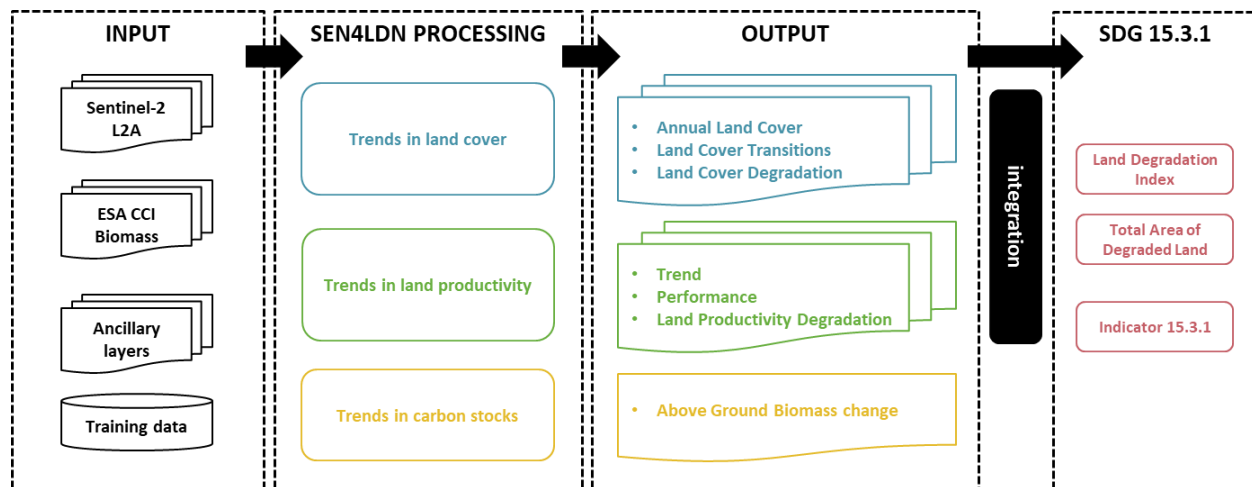 INPUT
Sentinel-2
L2A
ESA CCI
Biomass
Ancillary
layers
Training data
SEN4LDN PROCESSING
Trends in land cover
Trends in land productivity
Trends in carbon stocks
OUTPUT
• Annual Land Cover
• Land Cover Transitions
• Land Cover Degradation
• Trend
• Performance
• Land Productivity Degradation
• Above Ground Biomass change
integration
SDG 15.3.1
Land Degradation
Index
Total Area of
Degraded Land
Indicator 15.3.1